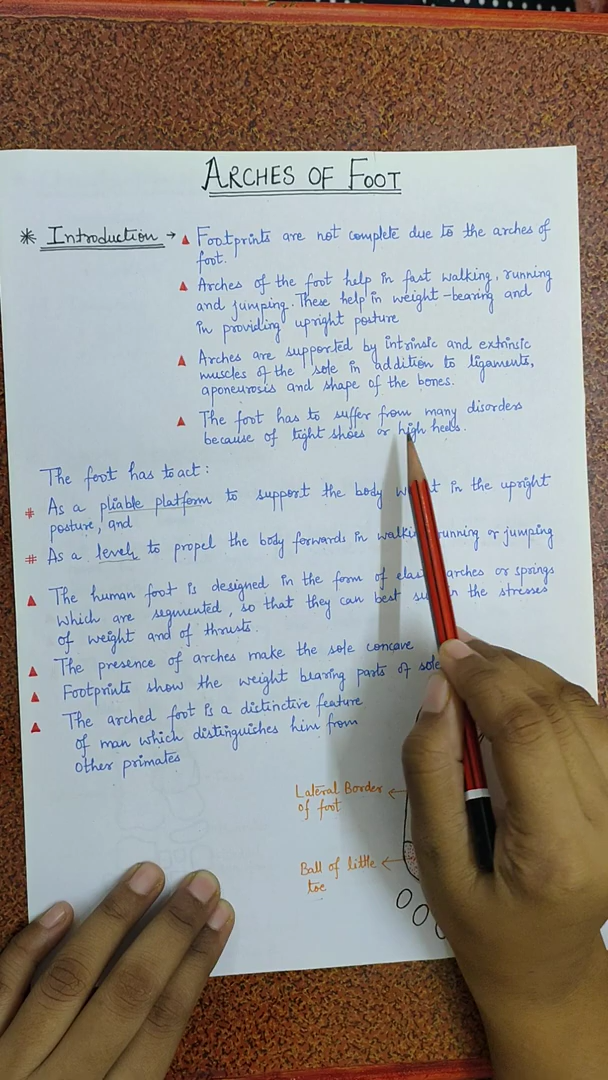 ARCHES OF FOOT
* Introduction → ▲ Footprints are not complete due to the arches of
foot.
▲ Arches of the foot help in fast walking, running
and jumping. These help in weight-bearing and
in providing upright posture
▲ Arches are supported by intrinsic and extrinsic
muscles of the sole in addition to ligaments,
aponeurosis and shape of the bones.
▲ The foot has to suffer from many disorders
because of tight shoes or high heels.
The foot has to act:
# As a pliable platform to support the body in the upright
posture, and
# As a levels to propel the body forwards in walking running or jumping
▲ The human foot is designed in the form of arches or springs
which are segmented, so that they can best the stresses
of weight and of thrusts.
▲ The presence of arches make the sole concave
▲ Footprints show the weight bearing parts of sole
▲ The arched foot is a distinctive feature
of man which distinguishes him from
other primates
Lateral Border
of foot
Ball of little
toe